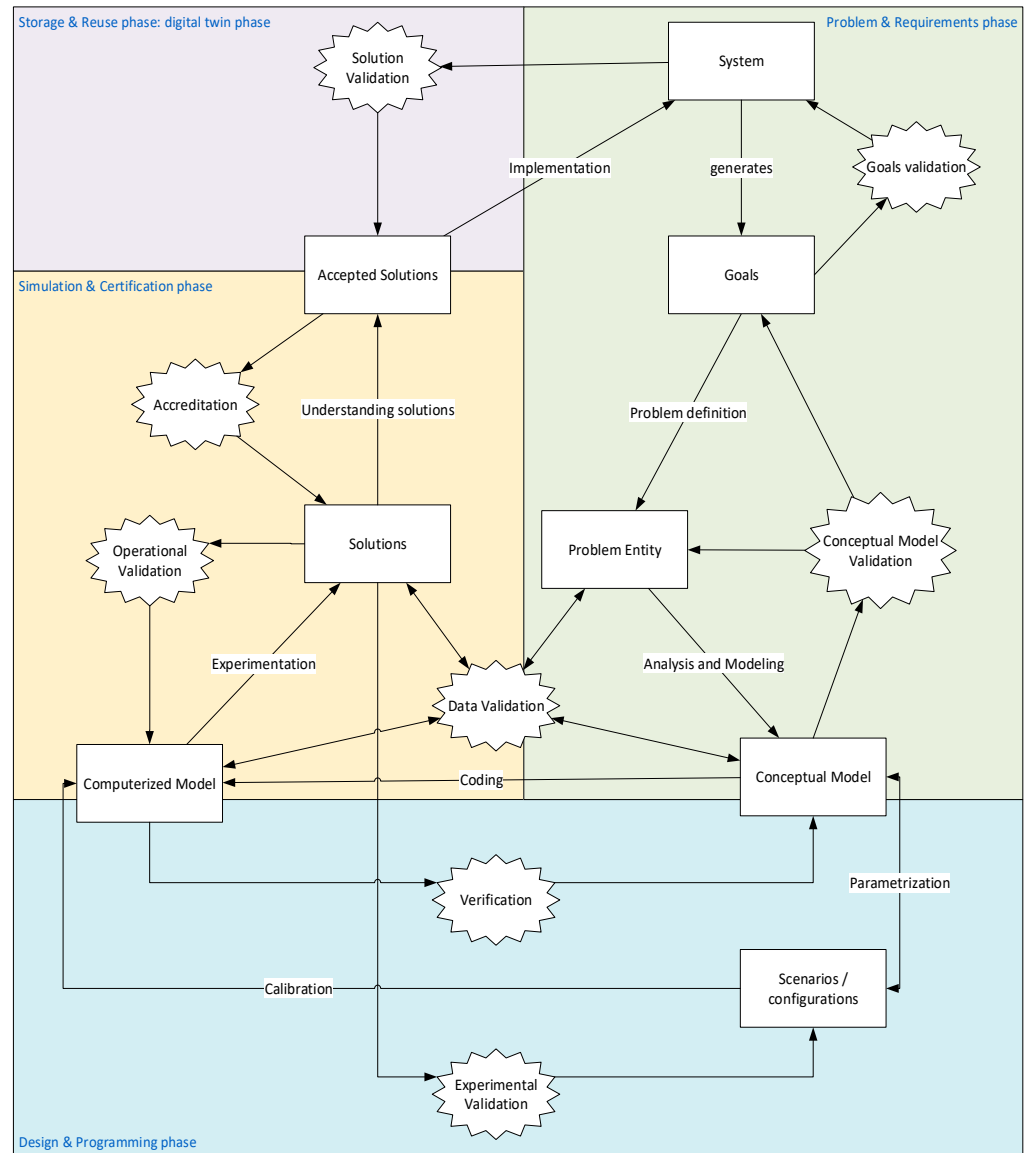 Storage & Reuse phase: digital twin phase
Problem & Requirements phase
Solution
Validation
System
Implementation
generates
Goals validation
Accepted Solutions
Goals
Simulation & Certification phase
Accreditation
Understanding solutions
Problem definition
Operational
Validation
Solutions
Problem Entity
Conceptual Model
Validation
Experimentation
Analysis and Modeling
Data Validation
Computerized Model
Coding
Conceptual Model
Parametrization
Verification
Scenarios /
configurations
Calibration
Experimental
Validation
Design & Programming phase